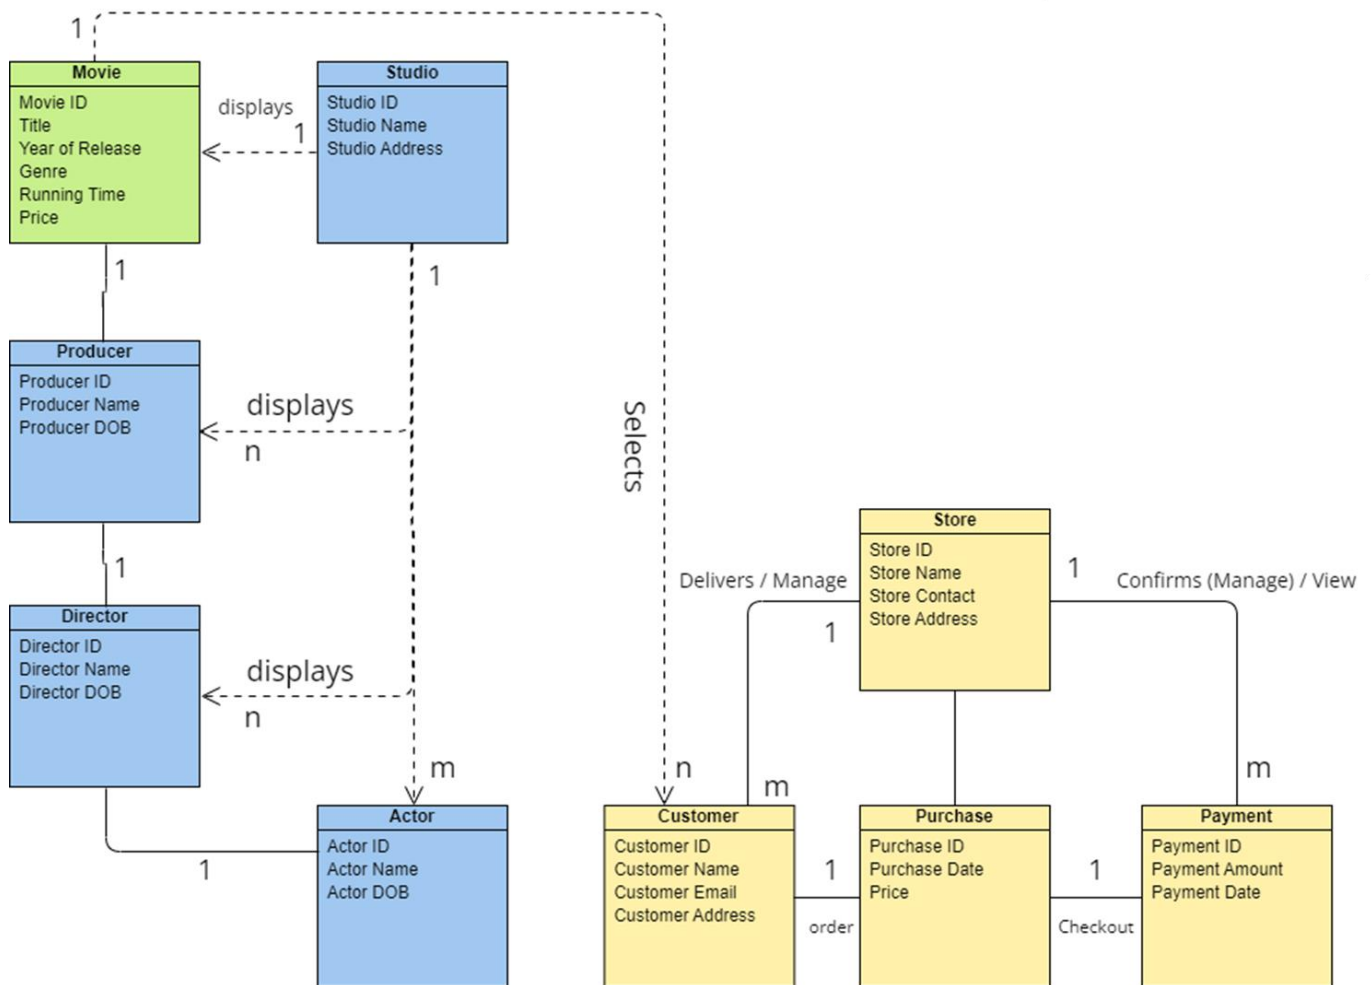 1
Movie
Movie ID
Title
Year of Release
Genre
Running Time
Price
displays
1
Studio
Studio ID
Studio Name
Studio Address
1
1
Producer
Producer ID
Producer Name
Producer DOB
displays
n
Selects
1
Director
Director ID
Director Name
Director DOB
displays
n
Store
Store ID
Store Name
Store Contact
Store Address
Delivers / Manage
1
1
Confirms (Manage) / View
m
n
m
m
1
Actor
Actor ID
Actor Name
Actor DOB
Customer
Customer ID
Customer Name
Customer Email
Customer Address
1
order
Purchase
Purchase ID
Purchase Date
Price
1
Checkout
Payment
Payment ID
Payment Amount
Payment Date